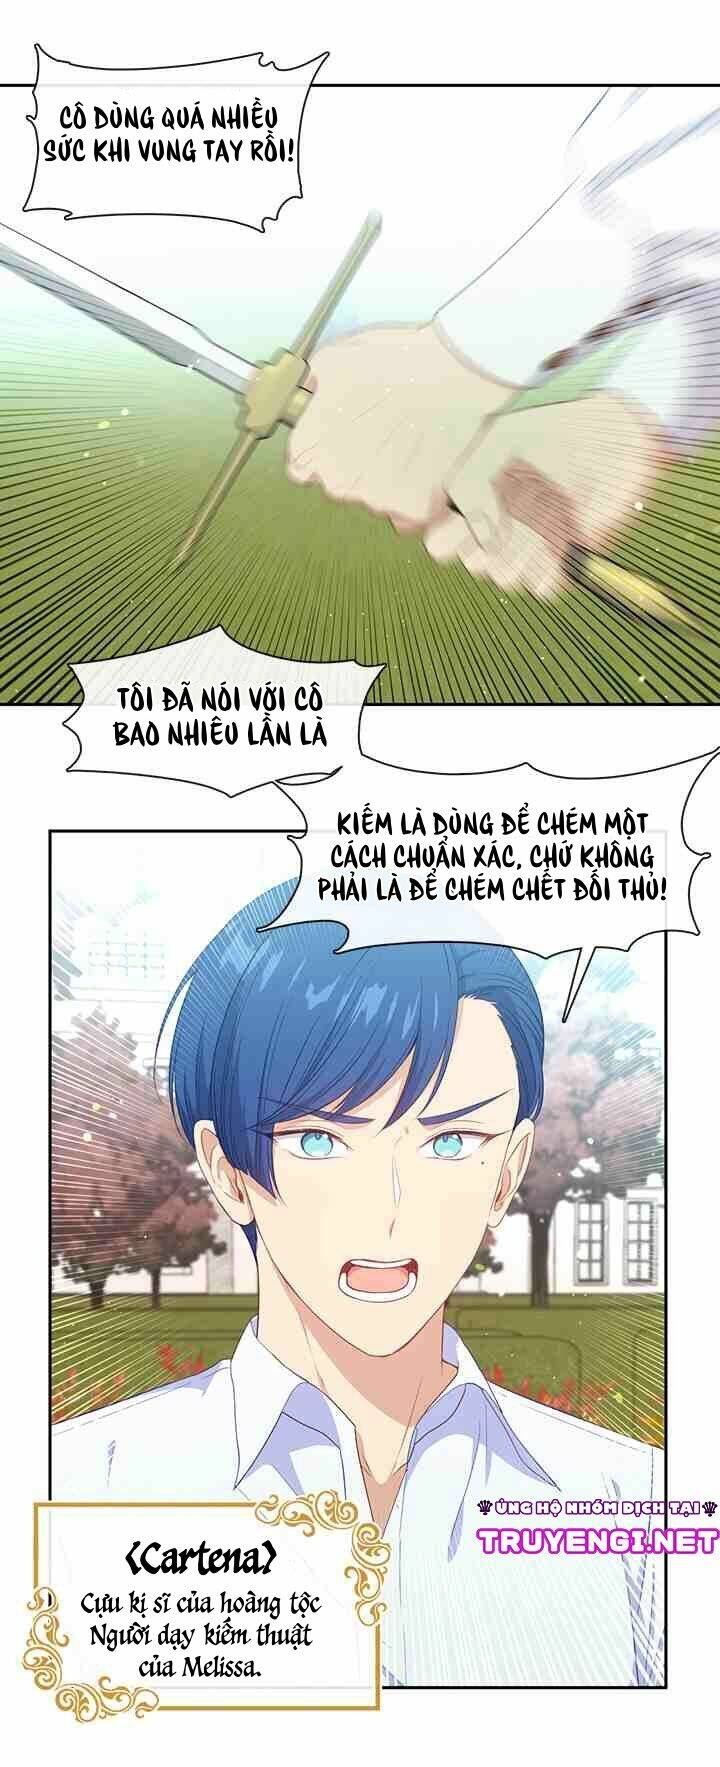 CÔ DÙNG QUÁ NHIỀU
SỨC KHI VUNG TAY RỒI!
TÔI ĐÃ NÓI VỚI CÔ
BAO NHIÊU LẦN LÀ
KIẾM LÀ DÙNG ĐỂ CHÉM MỘT
CÁCH CHUẨN XÁC, CHỨ KHÔNG
PHẢI LÀ ĐỂ CHÉM CHẾT ĐỐI THỦ!
ỦNG HỘ NHÓM DỊCH TẠI
TRUYENGI.NET
<Cartena>
Cựu kị sĩ của hoàng tộc
Người dạy kiếm thuật
của Melissa.